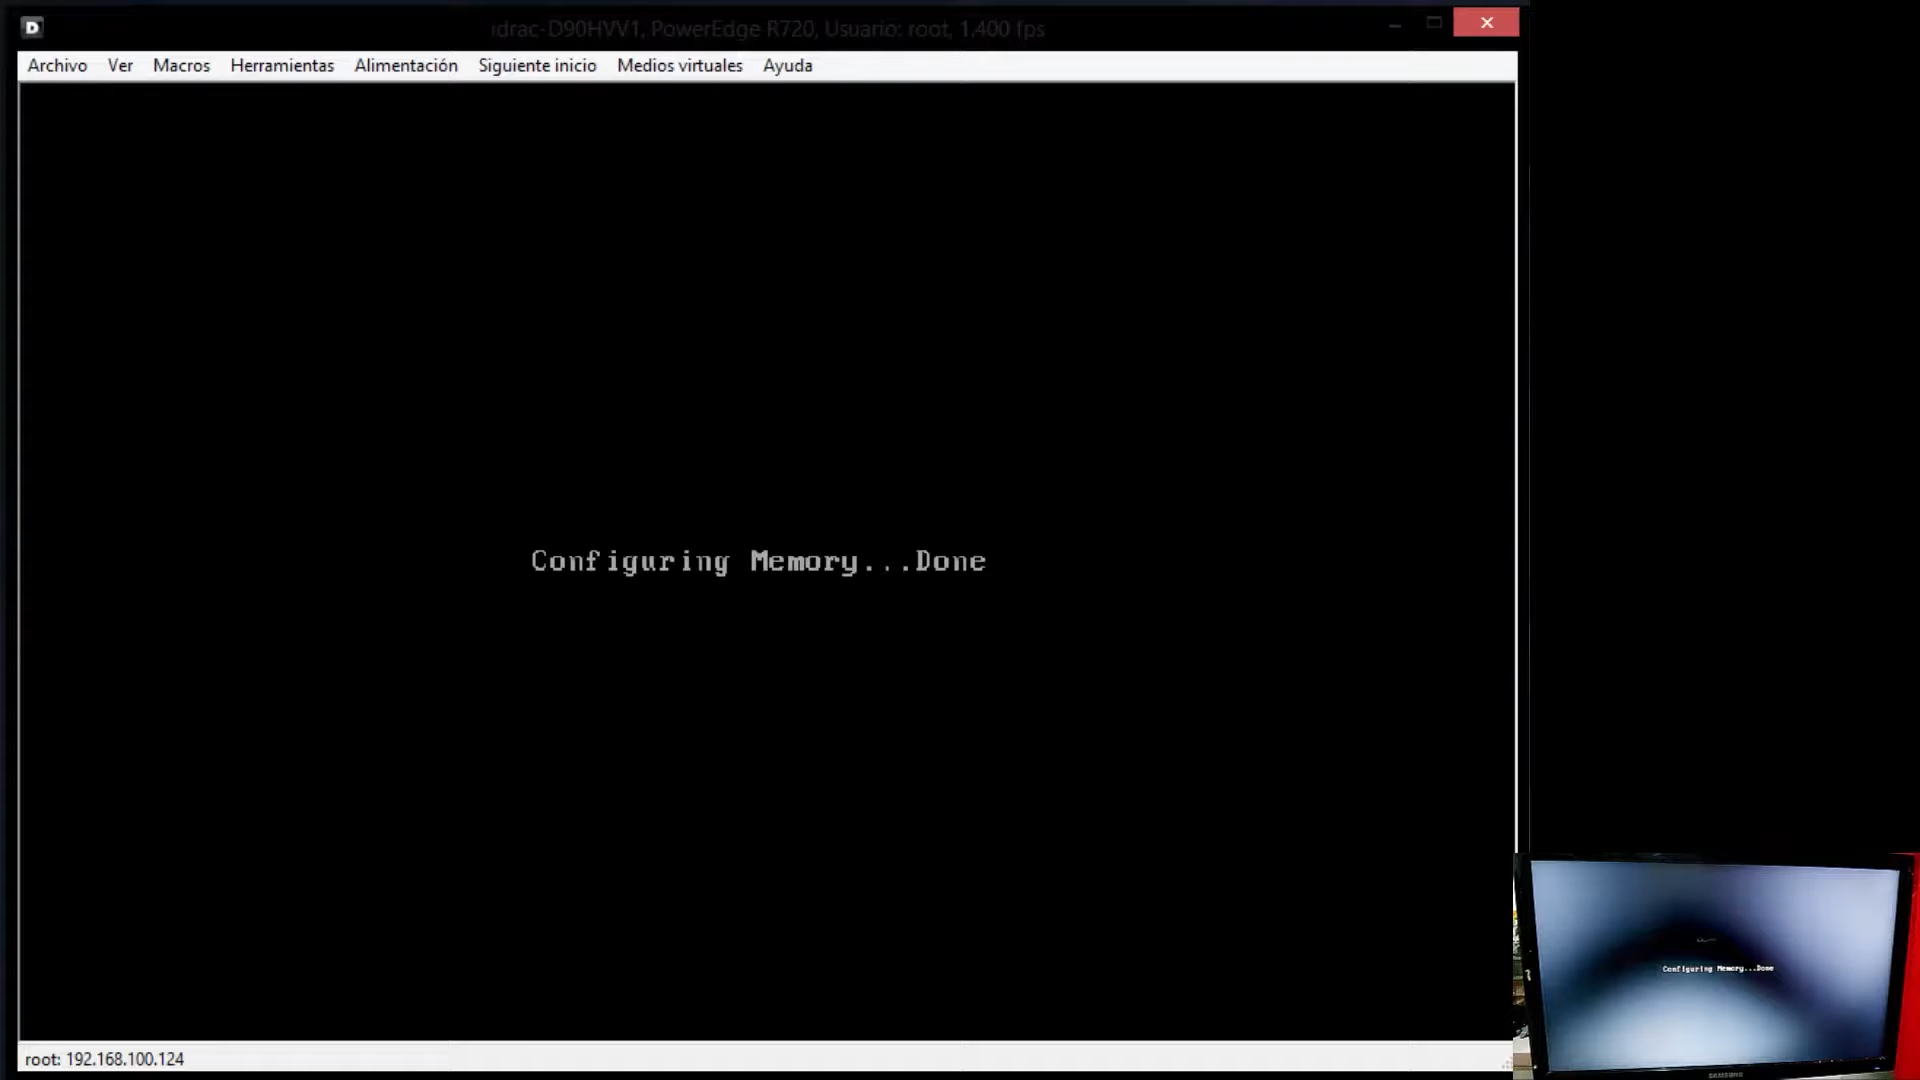 idrac-D90HVV1, PowerEdge R720, Usuario: root, 1.400 fps
Archivo Ver Macros Herramientas Alimentación Siguiente inicio Medios virtuales Ayuda
Configuring Memory...Done
Configuring Memory...Done
SAMSUNG
root: 192.168.100.124